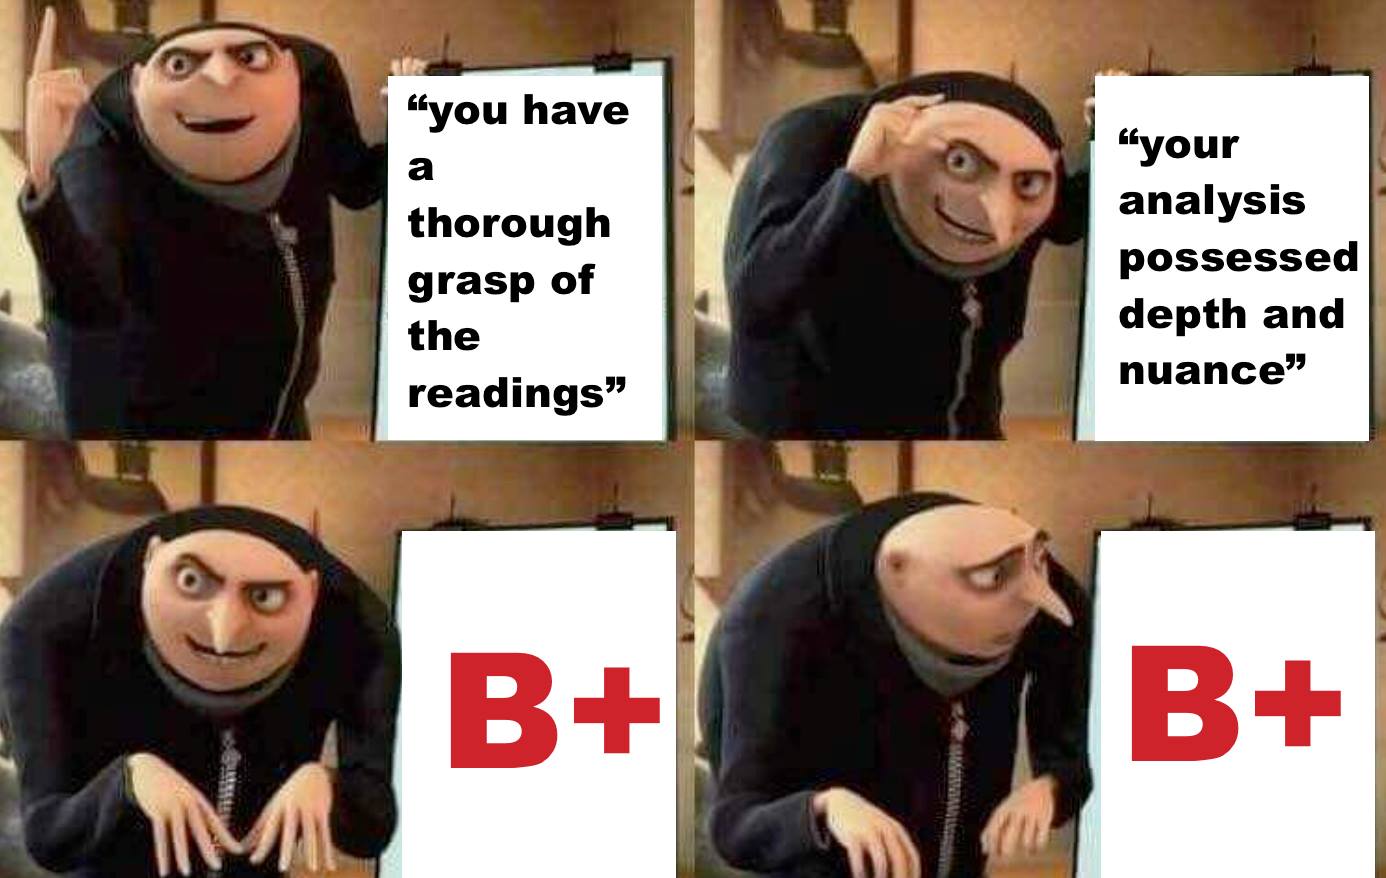 “you have
a
thorough
grasp of
the
readings”
“your
analysis
possessed
depth and
nuance”
B+
B+